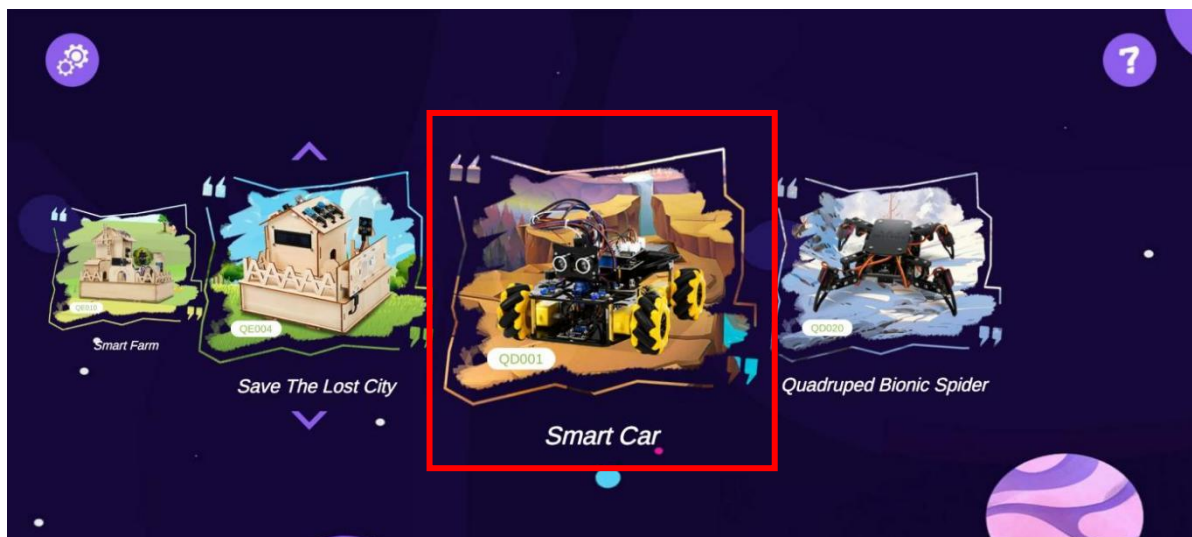 ?
QE010
Smart Farm
QE004
Save The Lost City
QD001
Smart Car
QD020
Quadruped Bionic Spider